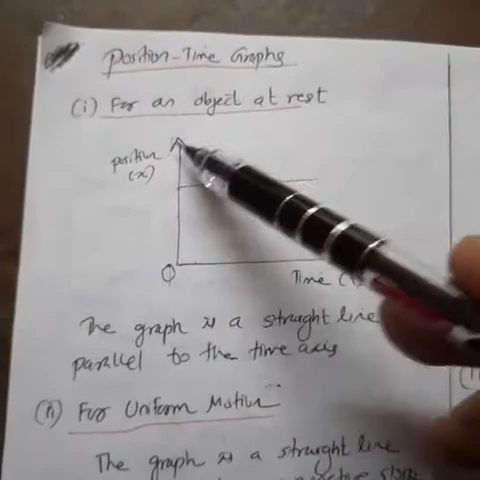 Position-Time Graphs
(i) For an object at rest
position
(x)
O
Time
The graph is a straight line
parallel to the time axis
(ii) For Uniform Motion
The graph is a straight line